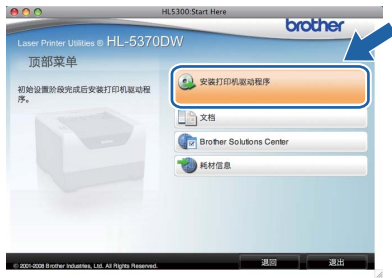 HL5300:Start Here
brother
Laser Printer Utilities ® HL-5370DW
顶部菜单
初始设置阶段完成后安装打印机驱动程
序。
安装打印机驱动程序
文档
Brother Solutions Center
耗材信息
© 2001-2008 Brother Industries, Ltd. All Rights Reserved.
退回
退出